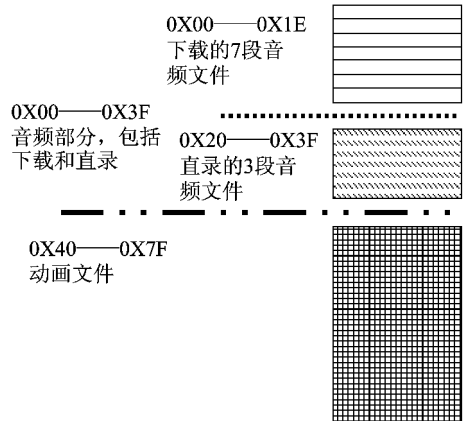 0X00——0X1E
下载的7段音
频文件
0X00——0X3F
音频部分，包括
下载和直录
0X20——0X3F
直录的3段音
频文件
0X40——0X7F
动画文件